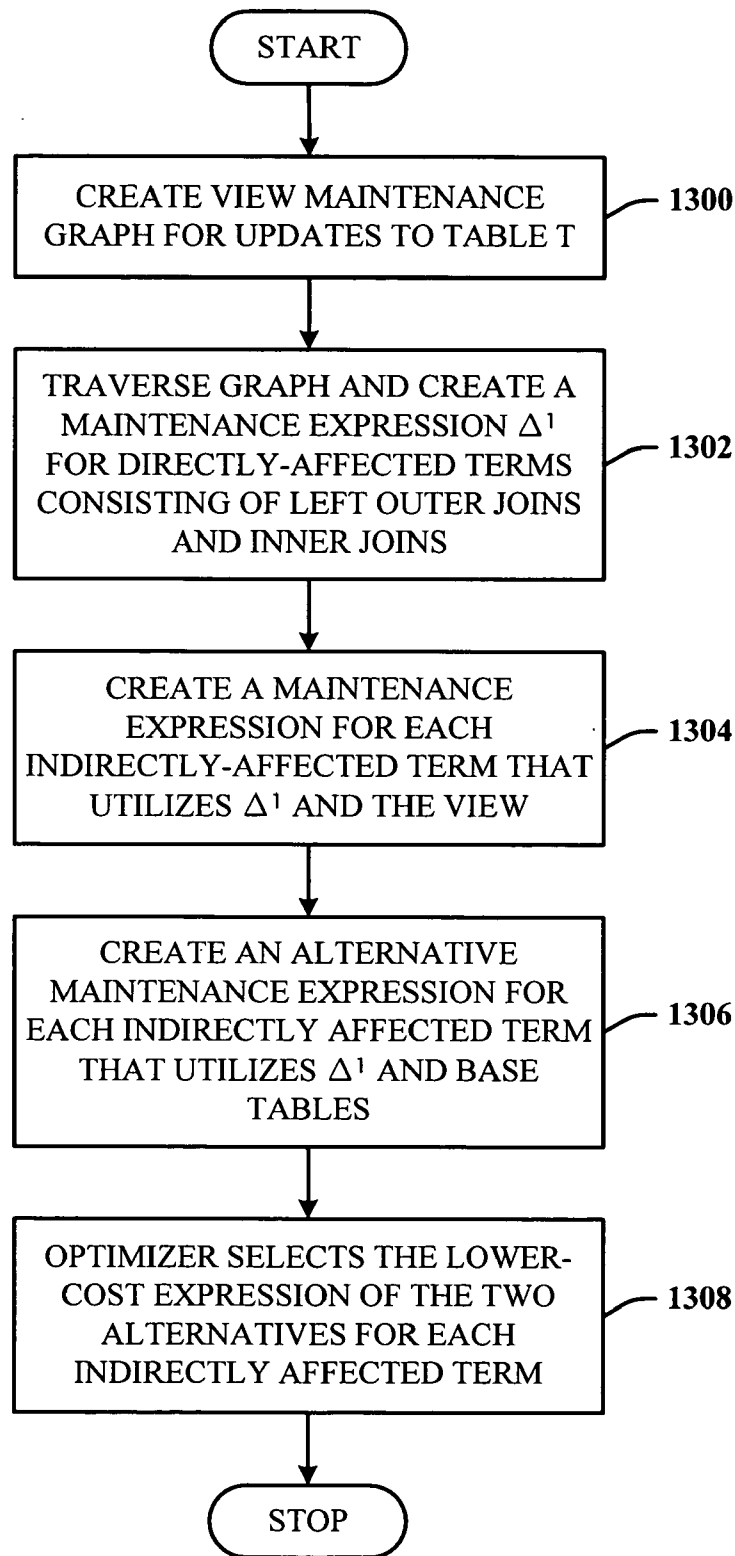 START
CREATE VIEW MAINTENANCE
GRAPH FOR UPDATES TO TABLE T
1300
TRAVERSE GRAPH AND CREATE A
MAINTENANCE EXPRESSION Δ¹
FOR DIRECTLY-AFFECTED TERMS
CONSISTING OF LEFT OUTER JOINS
AND INNER JOINS
1302
CREATE A MAINTENANCE
EXPRESSION FOR EACH
INDIRECTLY-AFFECTED TERM THAT
UTILIZES Δ¹ AND THE VIEW
1304
CREATE AN ALTERNATIVE
MAINTENANCE EXPRESSION FOR
EACH INDIRECTLY AFFECTED TERM
THAT UTILIZES Δ¹ AND BASE
TABLES
1306
OPTIMIZER SELECTS THE LOWER-
COST EXPRESSION OF THE TWO
ALTERNATIVES FOR EACH
INDIRECTLY AFFECTED TERM
1308
STOP